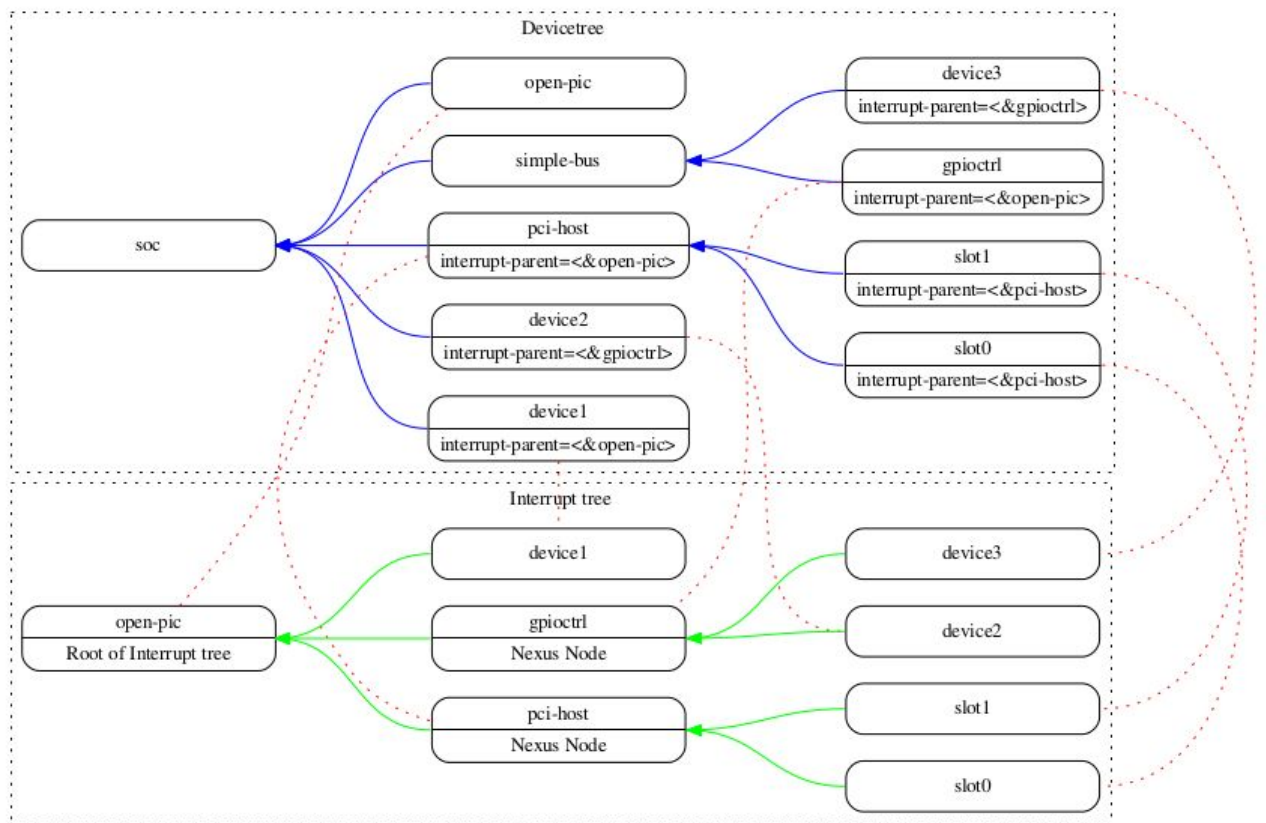 Devicetree
open-pic
simple-bus
soc
pci-host
interrupt-parent=<&open-pic>
device2
interrupt-parent=<&gpioctrl>
device1
interrupt-parent=<&open-pic>
device3
interrupt-parent=<&gpioctrl>
gpioctrl
interrupt-parent=<&open-pic>
slot1
interrupt-parent=<&pci-host>
slot0
interrupt-parent=<&pci-host>
Interrupt tree
open-pic
Root of Interrupt tree
device1
gpioctrl
Nexus Node
pci-host
Nexus Node
device3
device2
slot1
slot0